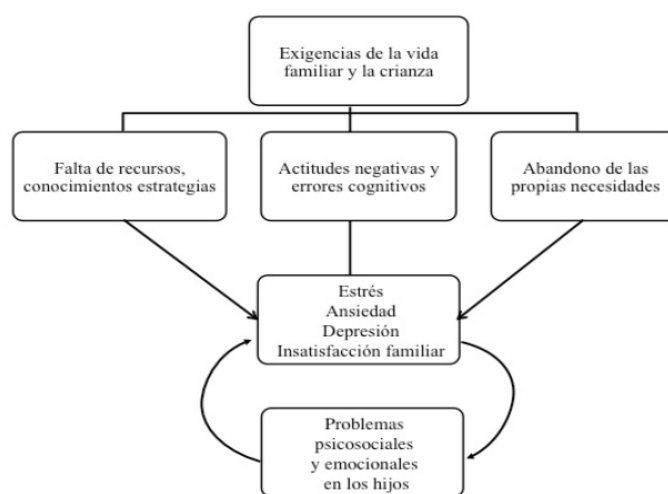 Exigencias de la vida
familiar y la crianza
Falta de recursos,
conocimientos estrategias
Actitudes negativas y
errores cognitivos
Abandono de las
propias necesidades
Estrés
Ansiedad
Depresión
Insatisfacción familiar
Problemas
psicosociales
y emocionales
en los hijos